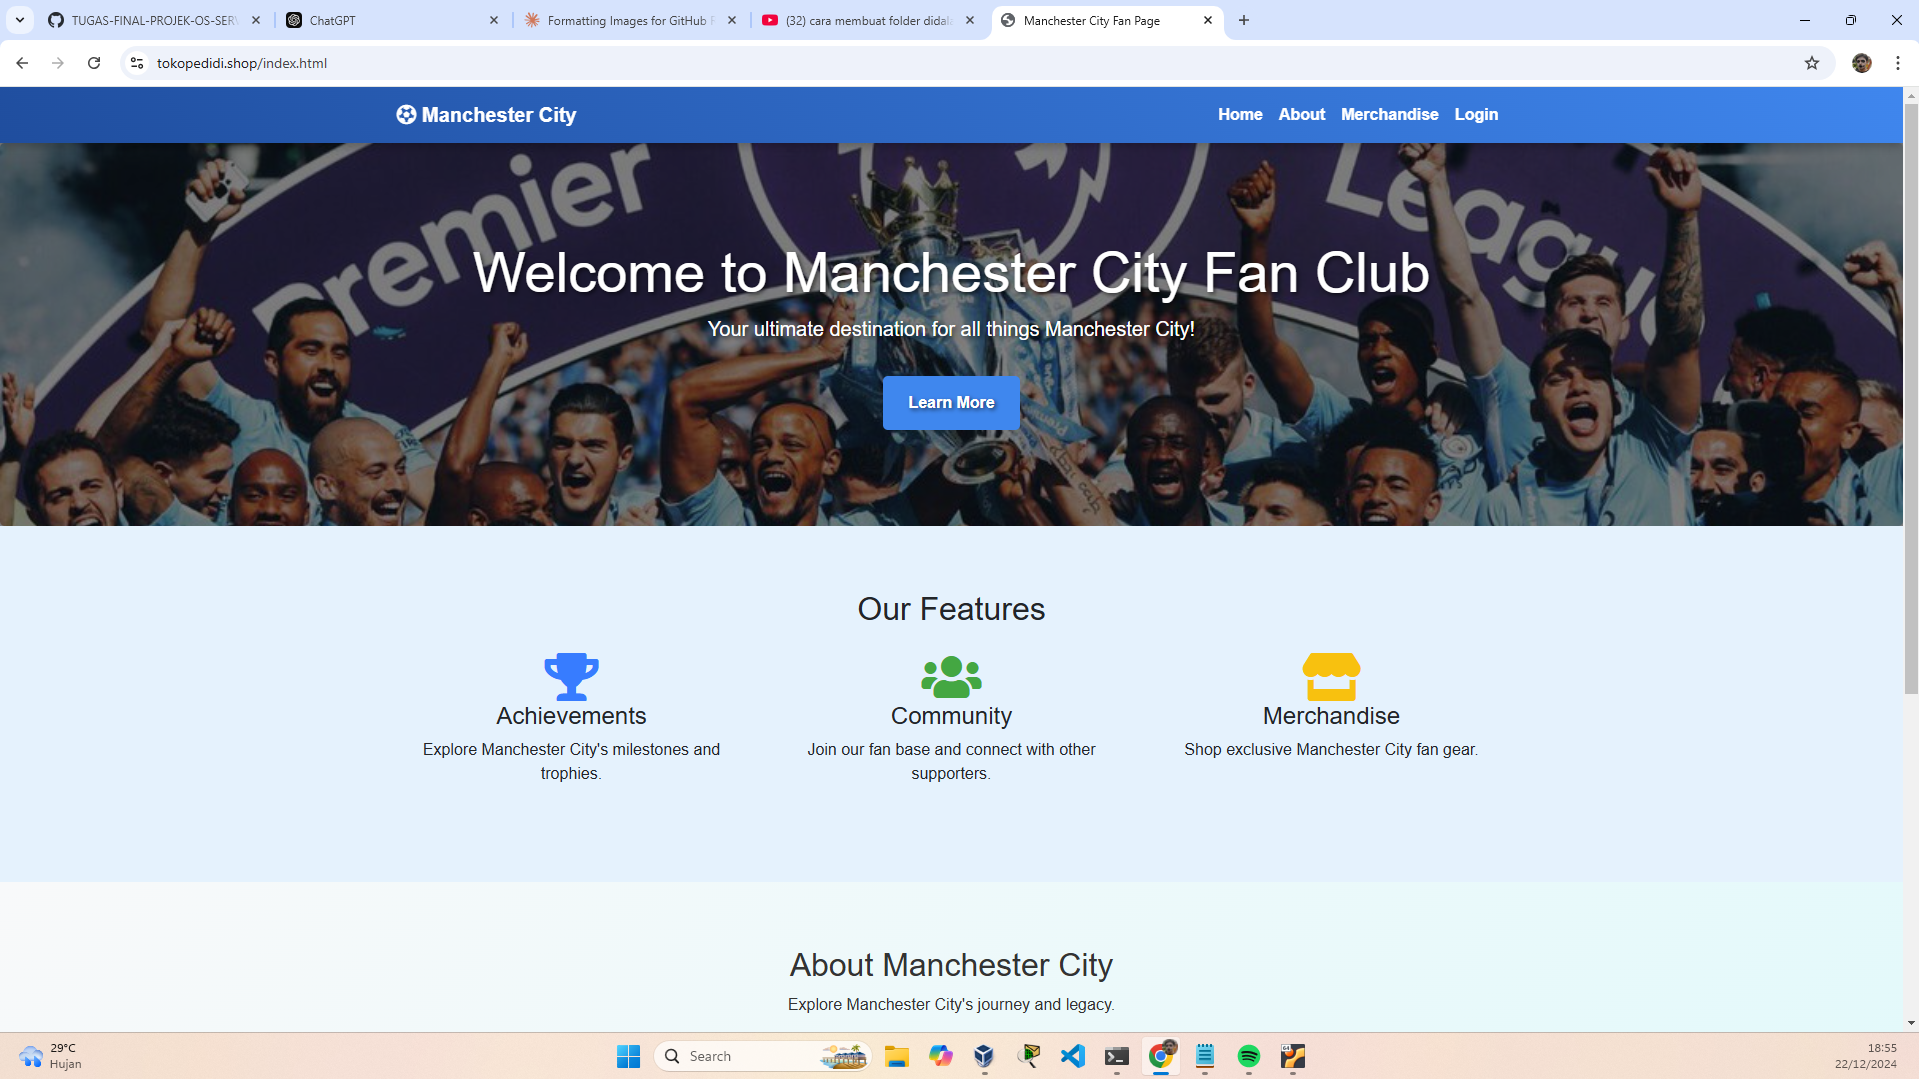 TUGAS-FINAL-PROJEK-OS-SERV
ChatGPT
Formatting Images for GitHub R
(32) cara membuat folder didala
Manchester City Fan Page
tokopedidi.shop/index.html
Manchester City
Home
About
Merchandise
Login
Premier
League
Welcome to Manchester City Fan Club
Your ultimate destination for all things Manchester City!
Learn More
Our Features
Achievements
Explore Manchester City's milestones and
trophies.
Community
Join our fan base and connect with other
supporters.
Merchandise
Shop exclusive Manchester City fan gear.
About Manchester City
Explore Manchester City's journey and legacy.
29°C
Hujan
Search
64
18:55
22/12/2024